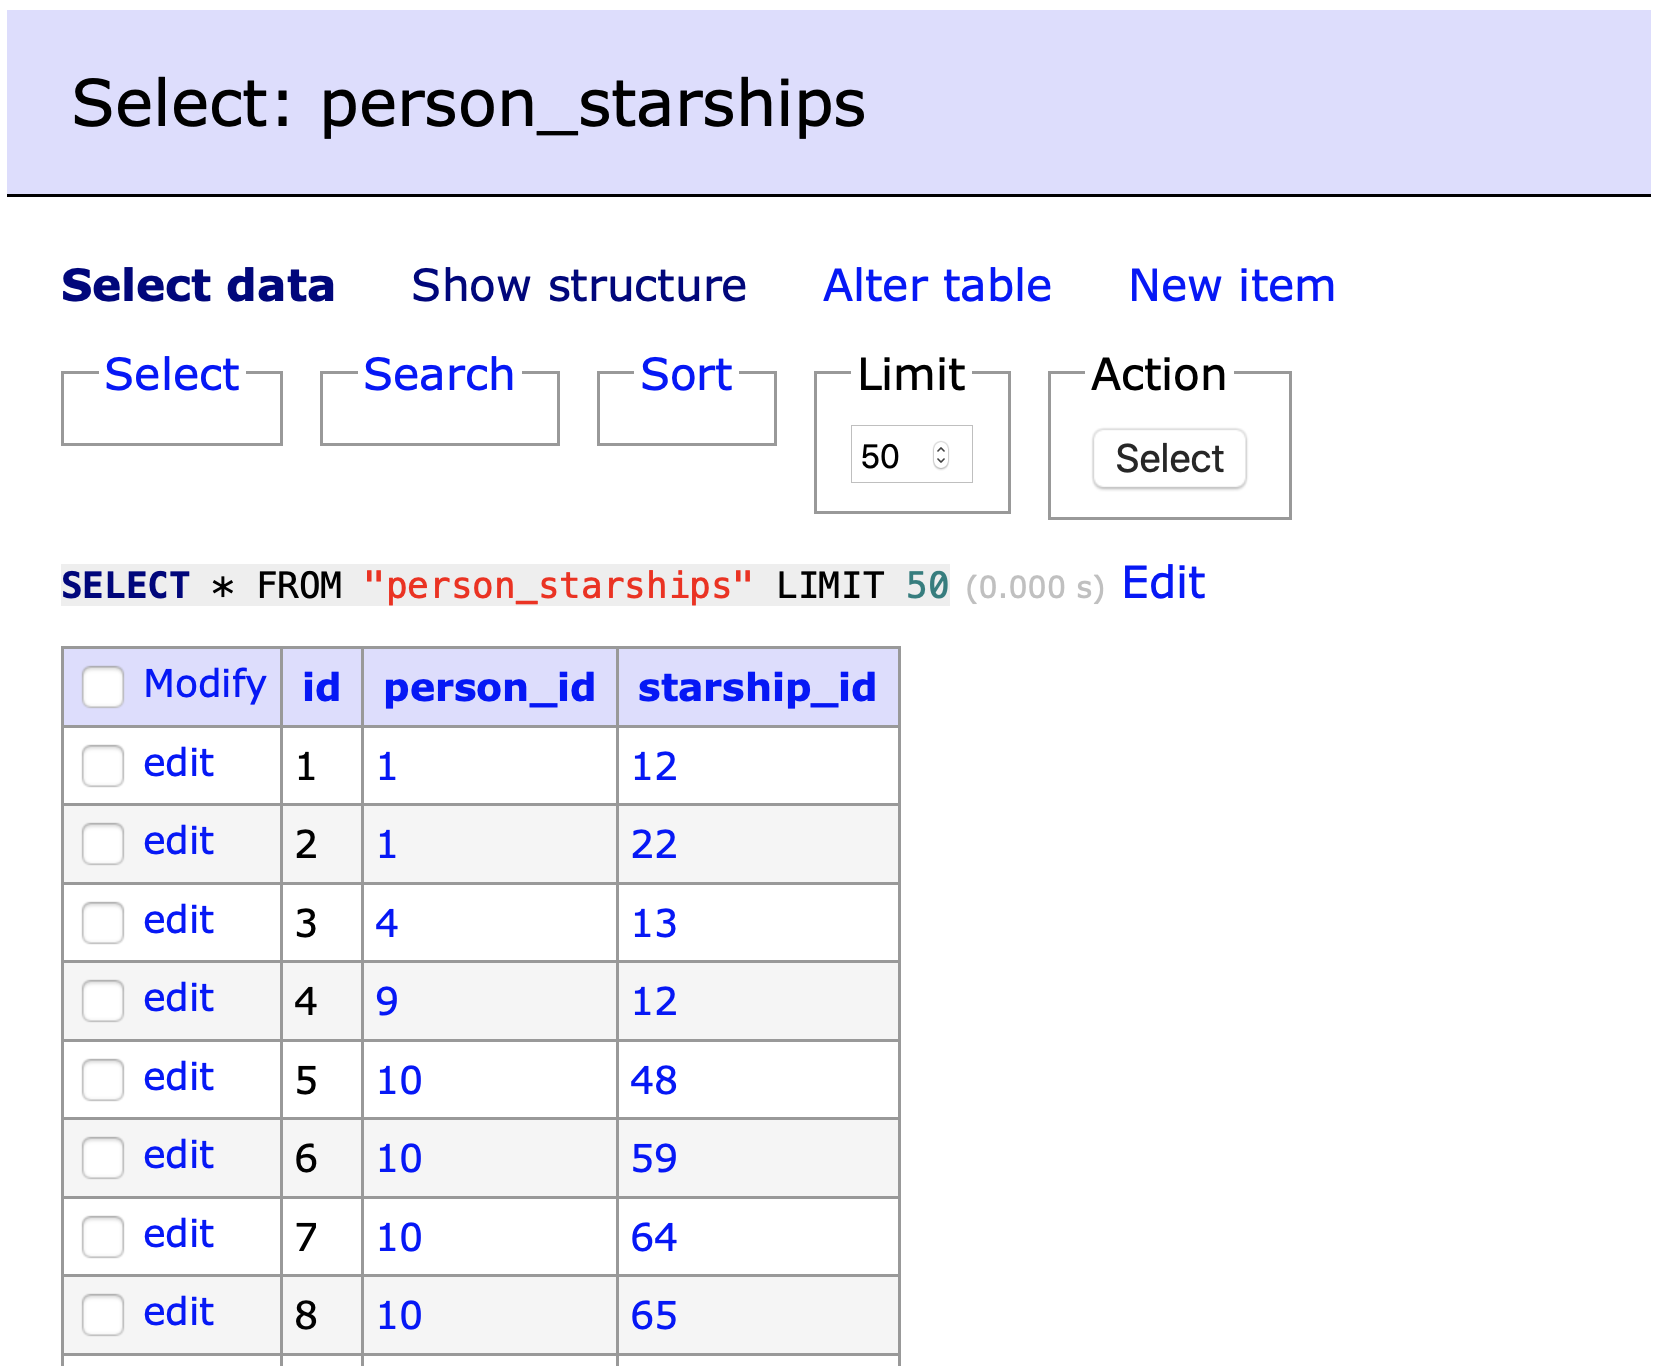 Select: person_starships
Select data Show structure Alter table New item
Select Search Sort Limit Action
50 Select
SELECT * FROM "person_starships" LIMIT 50 (0.000 s) Edit
Modify id person_id starship_id
edit 1 1 12
edit 2 1 22
edit 3 4 13
edit 4 9 12
edit 5 10 48
edit 6 10 59
edit 7 10 64
edit 8 10 65